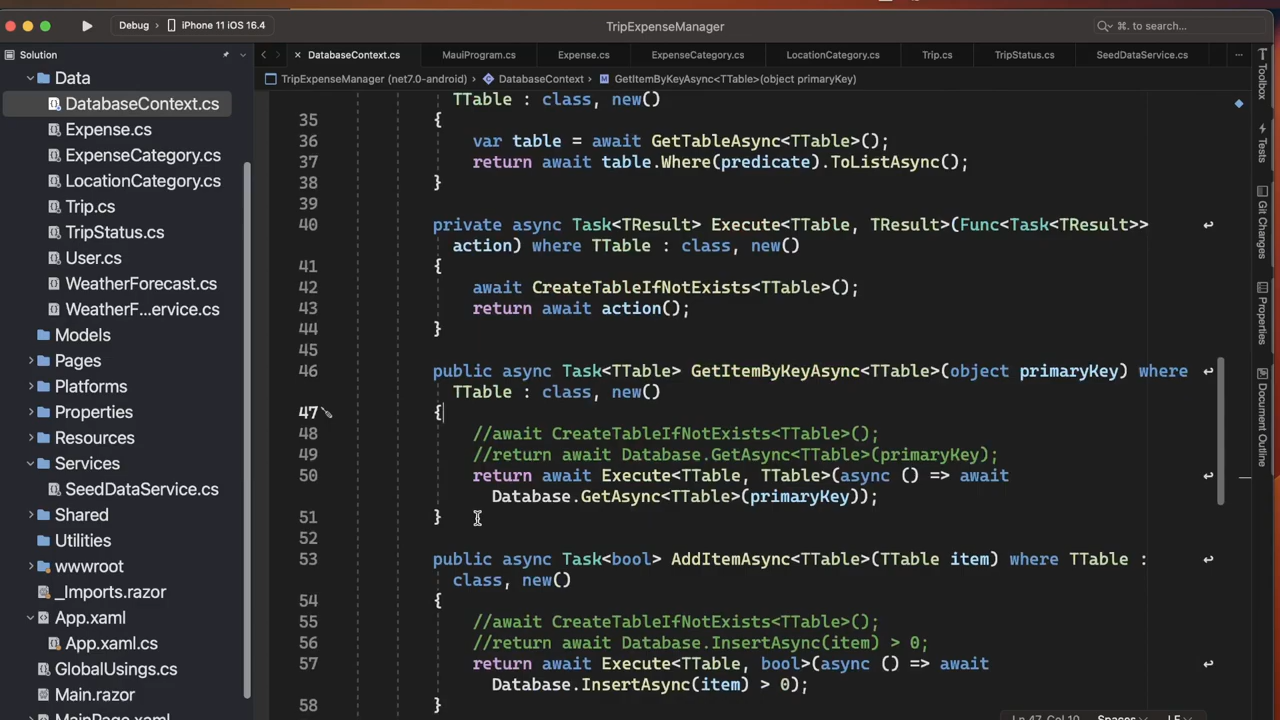 Debug
iPhone 11 iOS 16.4
TripExpenseManager
⌘. to search...
Solution
DatabaseContext.cs
MauiProgram.cs
Expense.cs
ExpenseCategory.cs
LocationCategory.cs
Trip.cs
TripStatus.cs
SeedDataService.cs
TripExpenseManager (net7.0-android)
DatabaseContext
GetItemByKeyAsync<TTable>(object primaryKey)
Data
DatabaseContext.cs
Expense.cs
ExpenseCategory.cs
LocationCategory.cs
Trip.cs
TripStatus.cs
User.cs
WeatherForecast.cs
WeatherF...ervice.cs
Models
Pages
Platforms
Properties
Resources
Services
SeedDataService.cs
Shared
Utilities
wwwroot
_Imports.razor
App.xaml
App.xaml.cs
GlobalUsings.cs
Main.razor
MainPage.xaml
TTable : class, new()
35 {
36 var table = await GetTableAsync<TTable>();
37 return await table.Where(predicate).ToListAsync();
38 }
39
40 private async Task<TResult> Execute<TTable, TResult>(Func<Task<TResult>>
action) where TTable : class, new()
41 {
42 await CreateTableIfNotExists<TTable>();
43 return await action();
44 }
45
46 public async Task<TTable> GetItemByKeyAsync<TTable>(object primaryKey) where
TTable : class, new()
47 {
48 //await CreateTableIfNotExists<TTable>();
49 //return await Database.GetAsync<TTable>(primaryKey);
50 return await Execute<TTable, TTable>(async () => await
Database.GetAsync<TTable>(primaryKey));
51 }
52
53 public async Task<bool> AddItemAsync<TTable>(TTable item) where TTable :
class, new()
54 {
55 //await CreateTableIfNotExists<TTable>();
56 //return await Database.InsertAsync(item) > 0;
57 return await Execute<TTable, bool>(async () => await
Database.InsertAsync(item) > 0);
58 }
Toolbox
Tests
Git Changes
Properties
Document Outline
Ln 47, Col 10
Spaces
LF